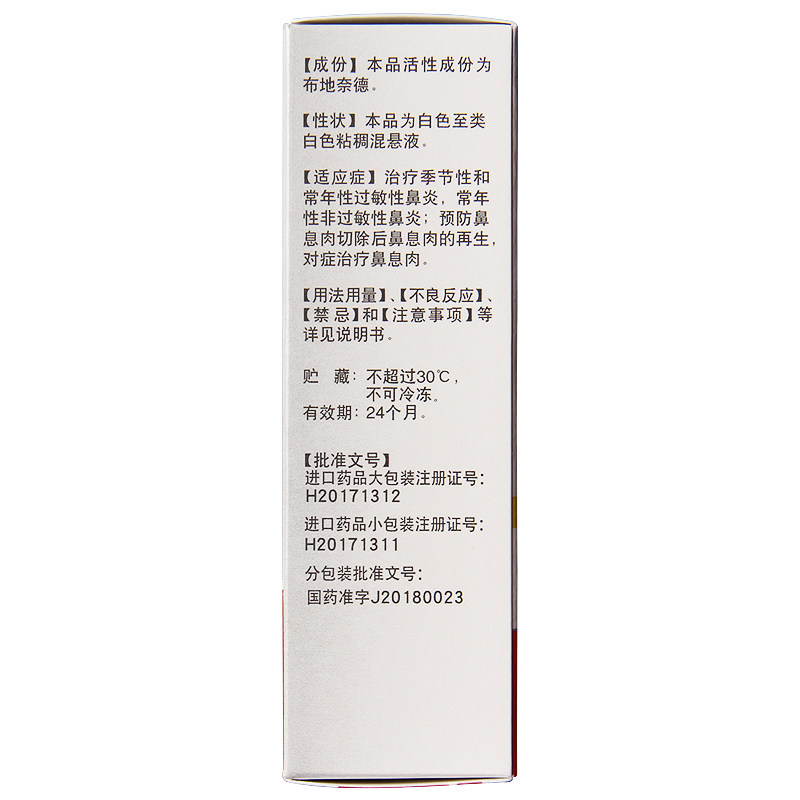 【成份】本品活性成份为
布地奈德。
【性状】本品为白色至类
白色粘稠混悬液。
【适应症】治疗季节性和
常年性过敏性鼻炎，常年
性非过敏性鼻炎；预防鼻
息肉切除后鼻息肉的再生，
对症治疗鼻息肉。
【用法用量】、【不良反应】、
【禁忌】和【注意事项】等
详见说明书。
贮 藏：不超过30℃，
不可冷冻。
有效期：24个月。
【批准文号】
进口药品大包装注册证号：
H20171312
进口药品小包装注册证号：
H20171311
分包装批准文号：
国药准字J20180023